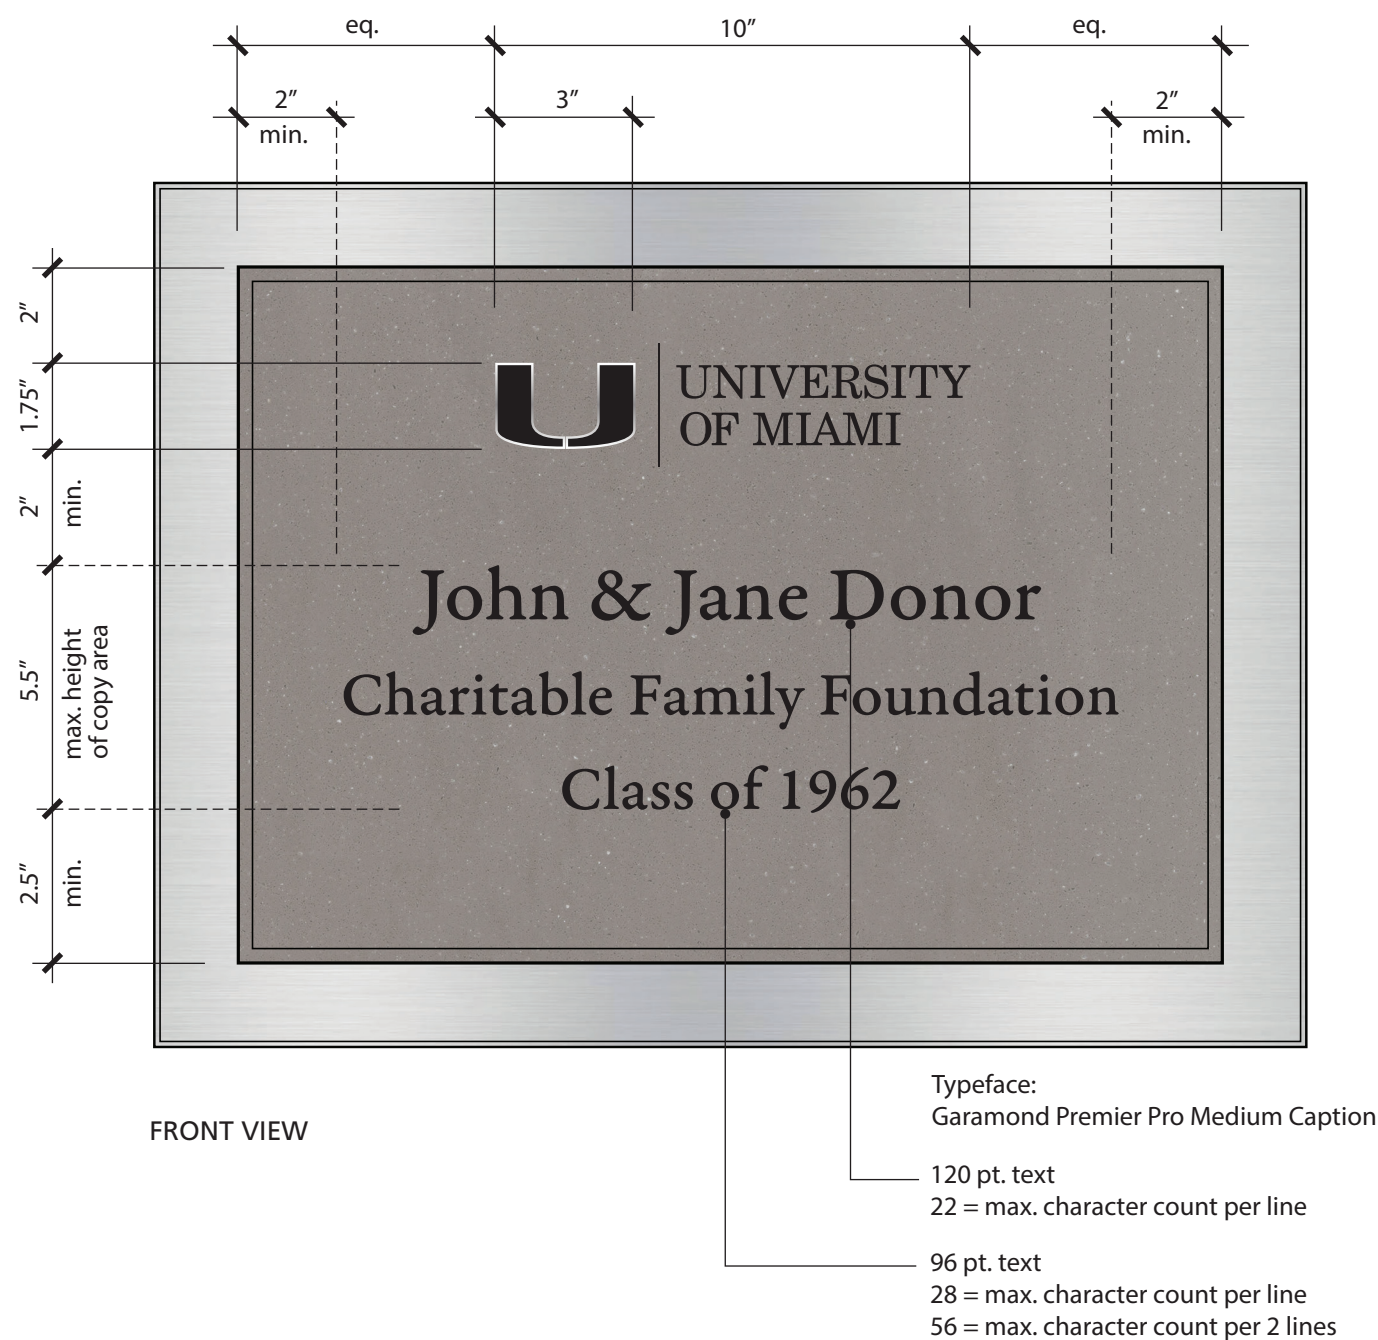 eq.
10”
eq.
2”
min.
3”
2”
min.
2”
1.75”
2”
min.
5.5”
max. height
of copy area
2.5”
min.
UNIVERSITY
OF MIAMI
John & Jane Donor
Charitable Family Foundation
Class of 1962
FRONT VIEW
Typeface:
Garamond Premier Pro Medium Caption
120 pt. text
22 = max. character count per line
96 pt. text
28 = max. character count per line
56 = max. character count per 2 lines